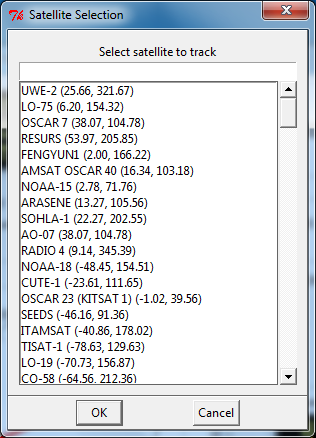 Satellite Selection
Select satellite to track
UWE-2 (25.66, 321.67)
LO-75 (6.20, 154.32)
OSCAR 7 (38.07, 104.78)
RESURS (53.97, 205.85)
FENGYUN1 (2.00, 166.22)
AMSAT OSCAR 40 (16.34, 103.18)
NOAA-15 (2.78, 71.76)
ARASENE (13.27, 105.56)
SOHLA-1 (22.27, 202.55)
AO-07 (38.07, 104.78)
RADIO 4 (9.14, 345.39)
NOAA-18 (-48.45, 154.51)
CUTE-1 (-23.61, 111.65)
OSCAR 23 (KITSAT 1) (-1.02, 39.56)
SEEDS (-46.16, 91.36)
ITAMSAT (-40.86, 178.02)
TISAT-1 (-78.63, 129.63)
LO-19 (-70.73, 156.87)
CO-58 (-64.56, 212.36)
OK Cancel